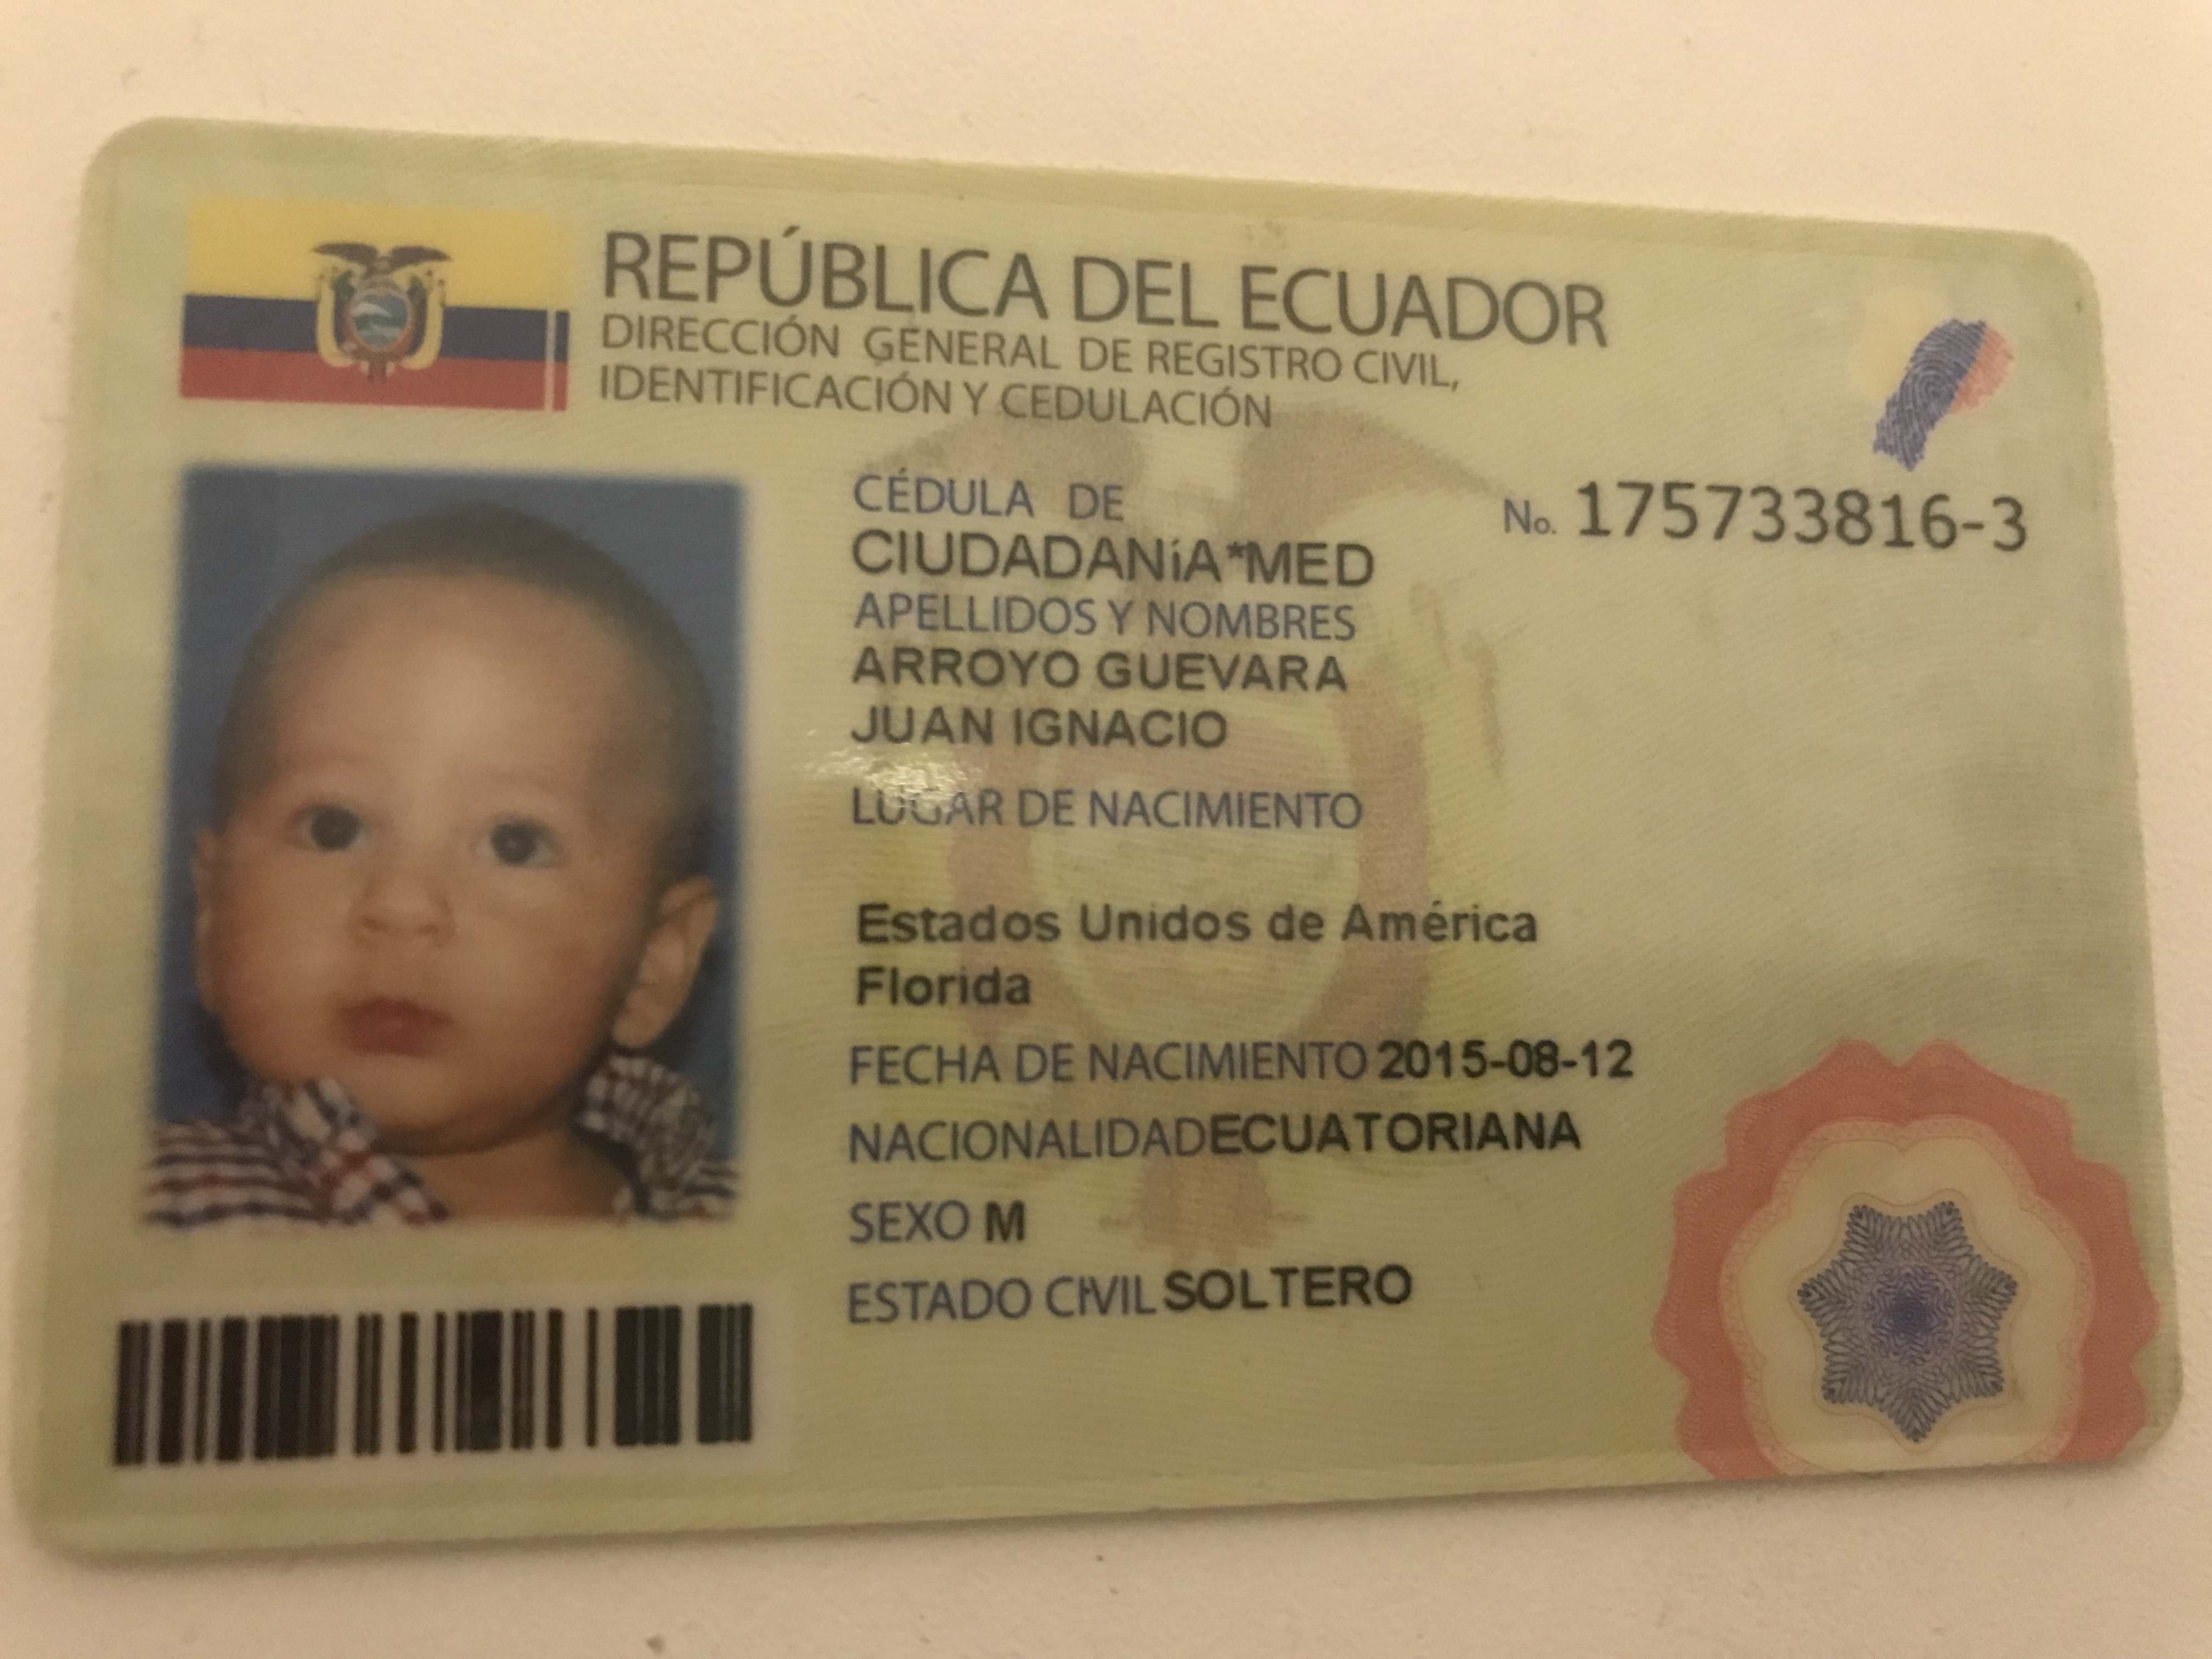 REPÚBLICA DEL ECUADOR
DIRECCIÓN GENERAL DE REGISTRO CIVIL,
IDENTIFICACIÓN Y CEDULACIÓN
CÉDULA DE
CIUDADANíA*MED
No. 175733816-3
APELLIDOS Y NOMBRES
ARROYO GUEVARA
JUAN IGNACIO
LUGAR DE NACIMIENTO
Estados Unidos de América
Florida
FECHA DE NACIMIENTO 2015-08-12
NACIONALIDADECUATORIANA
SEXO M
ESTADO CIVIL SOLTERO